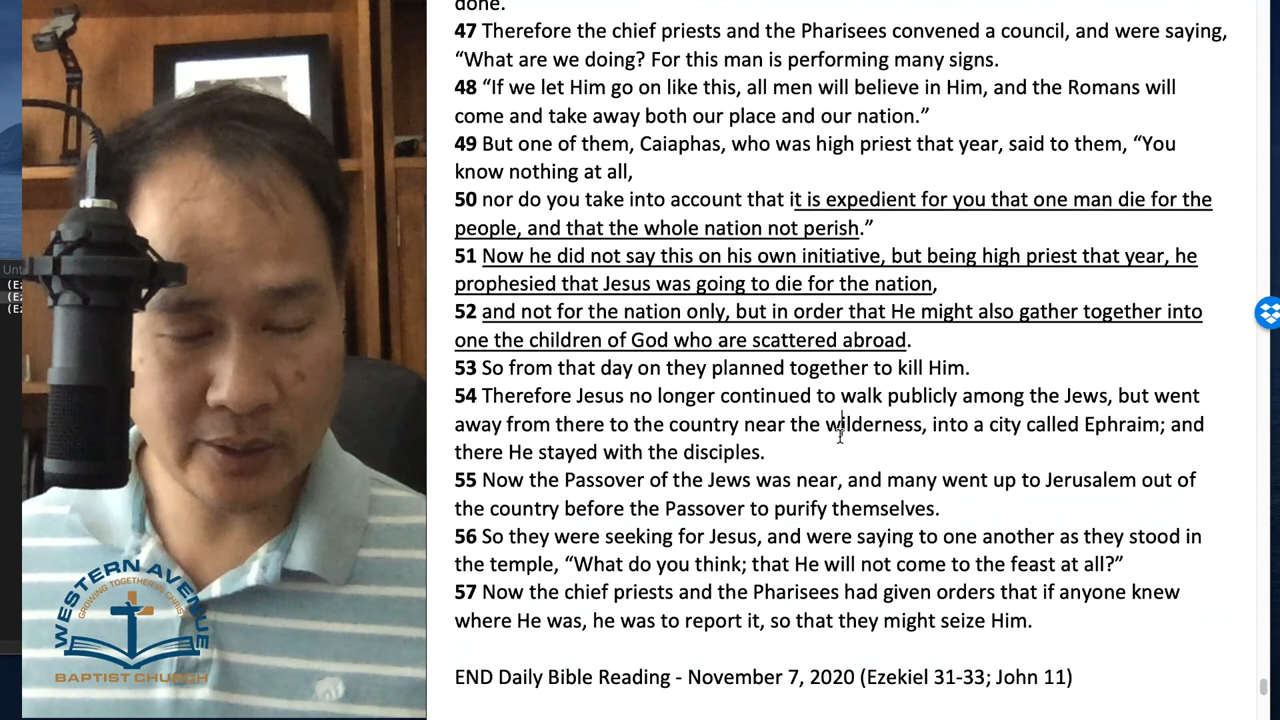 done.
47 Therefore the chief priests and the Pharisees convened a council, and were saying,
“What are we doing? For this man is performing many signs.
48 “If we let Him go on like this, all men will believe in Him, and the Romans will
come and take away both our place and our nation.”
49 But one of them, Caiaphas, who was high priest that year, said to them, “You
know nothing at all,
50 nor do you take into account that it is expedient for you that one man die for the
people, and that the whole nation not perish.”
51 Now he did not say this on his own initiative, but being high priest that year, he
prophesied that Jesus was going to die for the nation,
52 and not for the nation only, but in order that He might also gather together into
one the children of God who are scattered abroad.
53 So from that day on they planned together to kill Him.
54 Therefore Jesus no longer continued to walk publicly among the Jews, but went
away from there to the country near the wilderness, into a city called Ephraim; and
there He stayed with the disciples.
55 Now the Passover of the Jews was near, and many went up to Jerusalem out of
the country before the Passover to purify themselves.
56 So they were seeking for Jesus, and were saying to one another as they stood in
the temple, “What do you think; that He will not come to the feast at all?”
57 Now the chief priests and the Pharisees had given orders that if anyone knew
where He was, he was to report it, so that they might seize Him.
END Daily Bible Reading - November 7, 2020 (Ezekiel 31-33; John 11)
WESTERN AVENUE
GROWING TOGETHER IN CHRIST
BAPTIST CHURCH